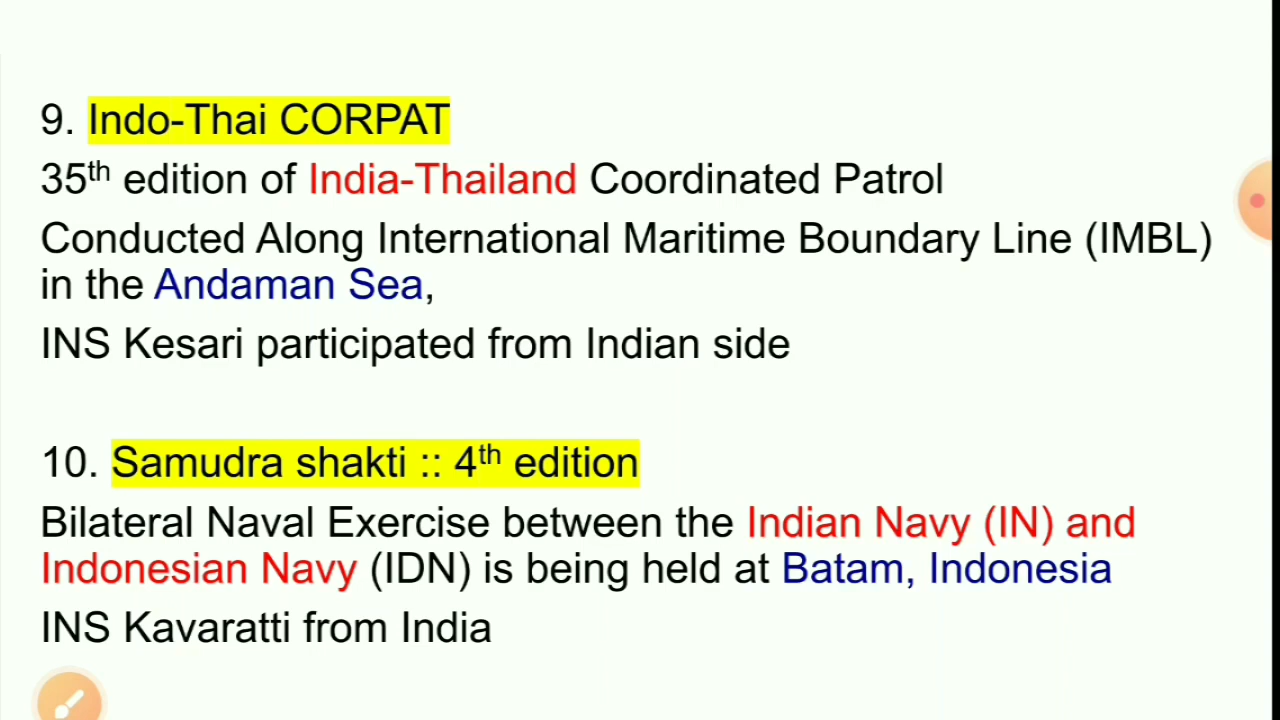 9. Indo-Thai CORPAT
35th edition of India-Thailand Coordinated Patrol
Conducted Along International Maritime Boundary Line (IMBL)
in the Andaman Sea,
INS Kesari participated from Indian side
10. Samudra shakti :: 4th edition
Bilateral Naval Exercise between the Indian Navy (IN) and
Indonesian Navy (IDN) is being held at Batam, Indonesia
INS Kavaratti from India